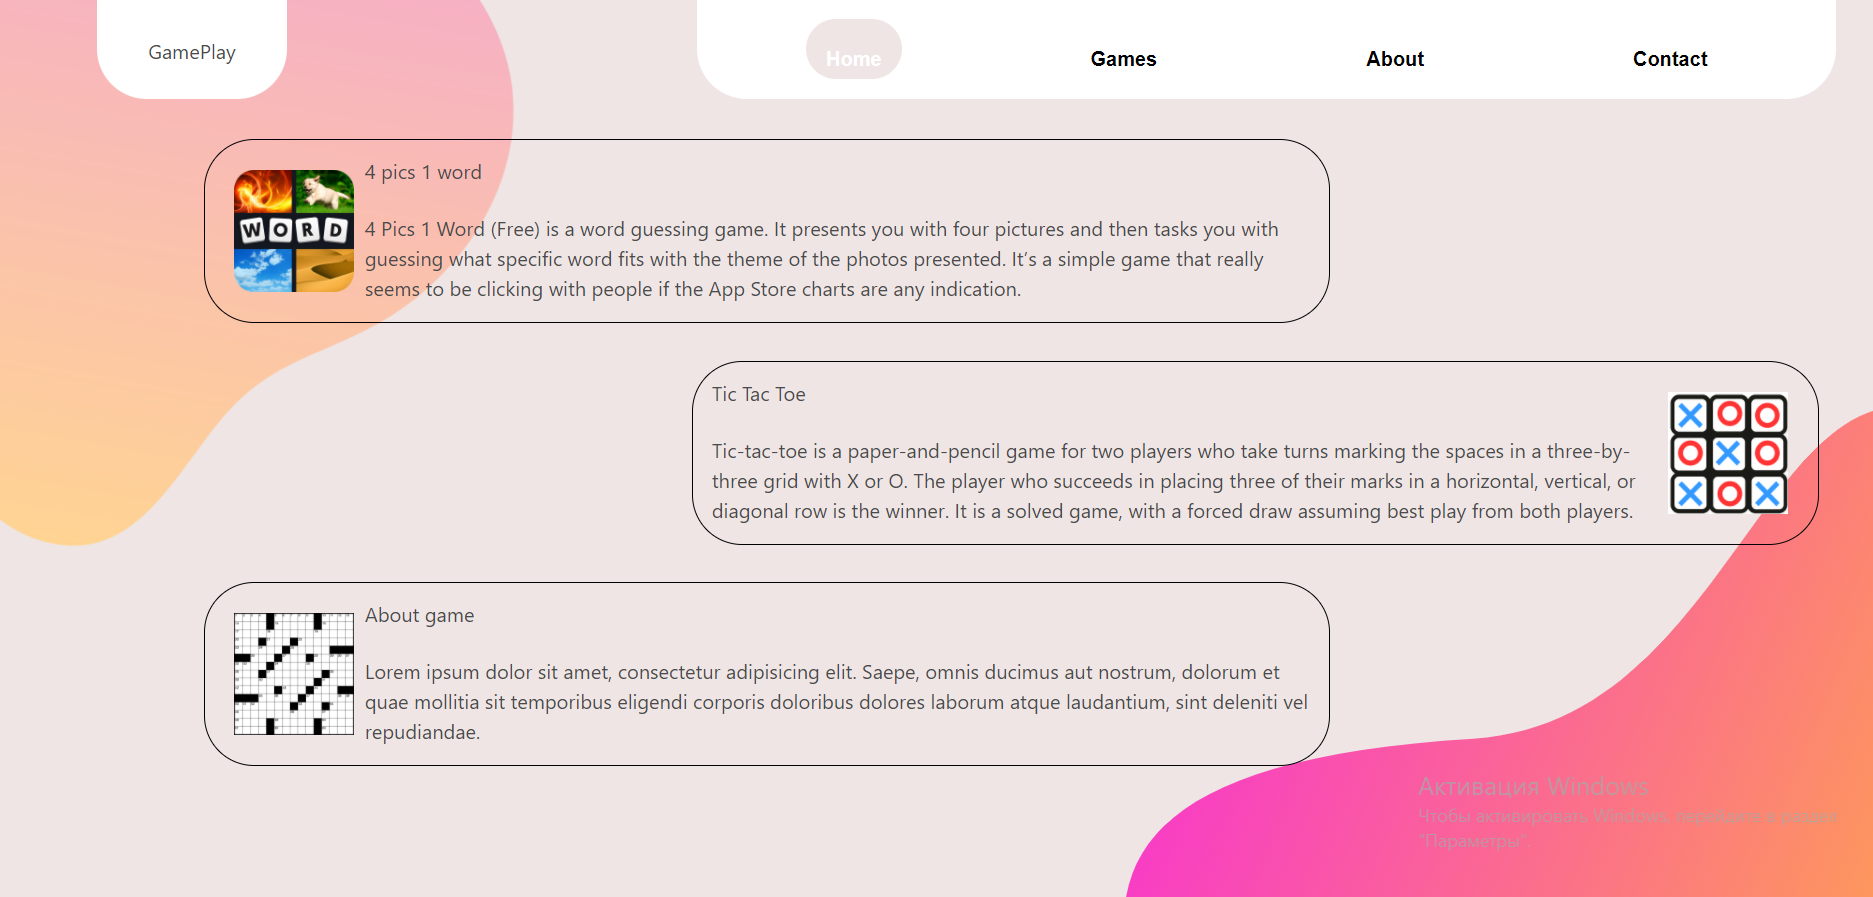 GamePlay
Home
Games
About
Contact
4 pics 1 word
WORD
4 Pics 1 Word (Free) is a word guessing game. It presents you with four pictures and then tasks you with
guessing what specific word fits with the theme of the photos presented. It’s a simple game that really
seems to be clicking with people if the App Store charts are any indication.
Tic Tac Toe
Tic-tac-toe is a paper-and-pencil game for two players who take turns marking the spaces in a three-by-
three grid with X or O. The player who succeeds in placing three of their marks in a horizontal, vertical, or
diagonal row is the winner. It is a solved game, with a forced draw assuming best play from both players.
About game
Lorem ipsum dolor sit amet, consectetur adipisicing elit. Saepe, omnis ducimus aut nostrum, dolorum et
quae mollitia sit temporibus eligendi corporis doloribus dolores laborum atque laudantium, sint deleniti vel
repudiandae.
Активация Windows
Чтобы активировать Windows,
"Параметры".